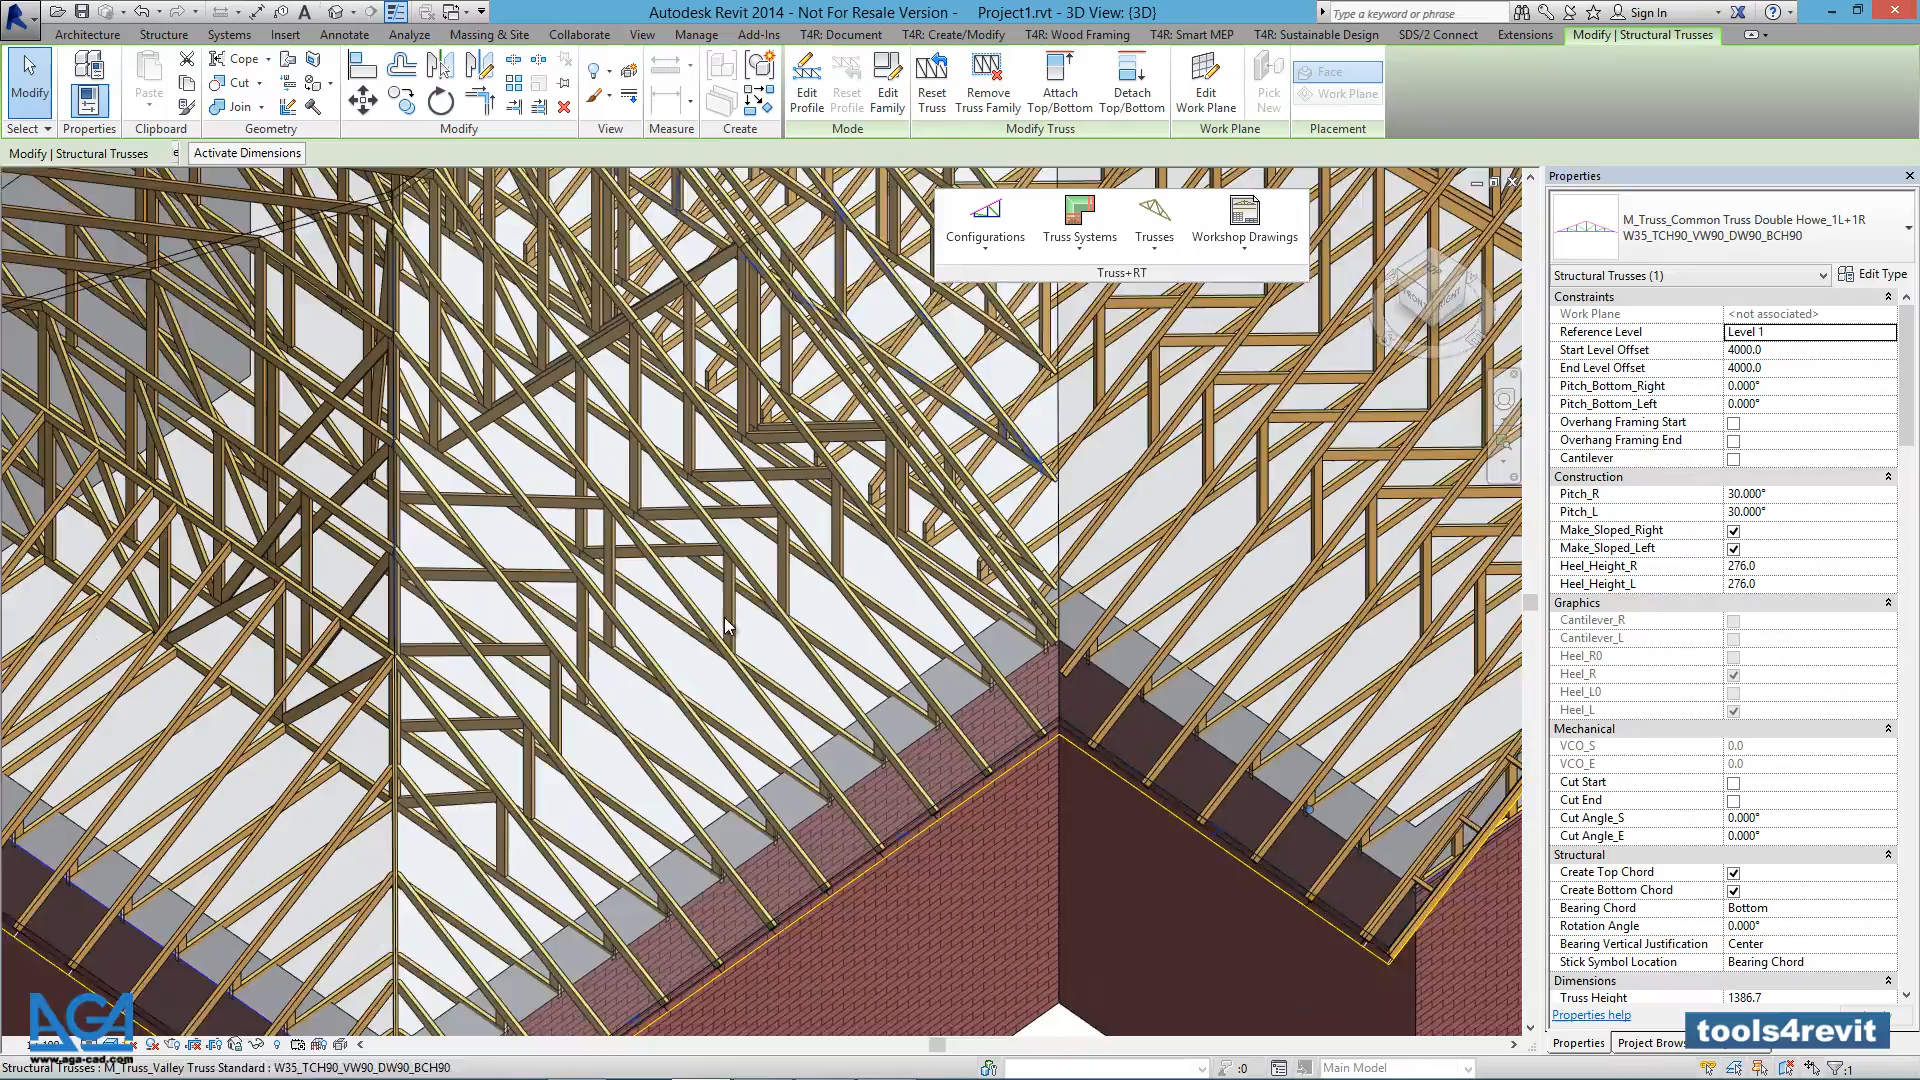 Autodesk Revit 2014 - Not For Resale Version - Project1.rvt - 3D View: {3D}
Type a keyword or phrase
Sign In
Architecture Structure Systems Insert Annotate Analyze Massing & Site Collaborate View Manage Add-Ins T4R: Document T4R: Create/Modify T4R: Wood Framing T4R: Smart MEP T4R: Sustainable Design SDS/2 Connect Extensions Modify | Structural Trusses
Modify
Paste
Cope
Cut
Join
Edit Profile
Reset Profile
Edit Family
Reset Truss
Remove Truss Family
Attach Top/Bottom
Detach Top/Bottom
Edit Work Plane
Pick New
Face
Work Plane
Select Properties Clipboard Geometry Modify View Measure Create Mode Modify Truss Work Plane Placement
Modify | Structural Trusses
Activate Dimensions
Configurations Truss Systems Trusses Workshop Drawings
Truss+RT
TOP
FRONT
RIGHT
Properties
M_Truss_Common Truss Double Howe_1L+1R
W35_TCH90_VW90_DW90_BCH90
Structural Trusses (1)
Edit Type
Constraints
Work Plane <not associated>
Reference Level Level 1
Start Level Offset 4000.0
End Level Offset 4000.0
Pitch_Bottom_Right 0.000°
Pitch_Bottom_Left 0.000°
Overhang Framing Start
Overhang Framing End
Cantilever
Construction
Pitch_R 30.000°
Pitch_L 30.000°
Make_Sloped_Right
Make_Sloped_Left
Heel_Height_R 276.0
Heel_Height_L 276.0
Graphics
Cantilever_R
Cantilever_L
Heel_R0
Heel_R
Heel_L0
Heel_L
Mechanical
VCO_S 0.0
VCO_E 0.0
Cut Start
Cut End
Cut Angle_S 0.000°
Cut Angle_E 0.000°
Structural
Create Top Chord
Create Bottom Chord
Bearing Chord Bottom
Rotation Angle 0.000°
Bearing Vertical Justification Center
Stick Symbol Location Bearing Chord
Dimensions
Truss Height 1386.7
Properties help
Properties
Project Brow
tools4revit
AGA
www.aga-cad.com
Structural Trusses : M_Truss_Valley Truss Standard : W35_TCH90_VW90_DW90_BCH90
:0
Main Model
:1